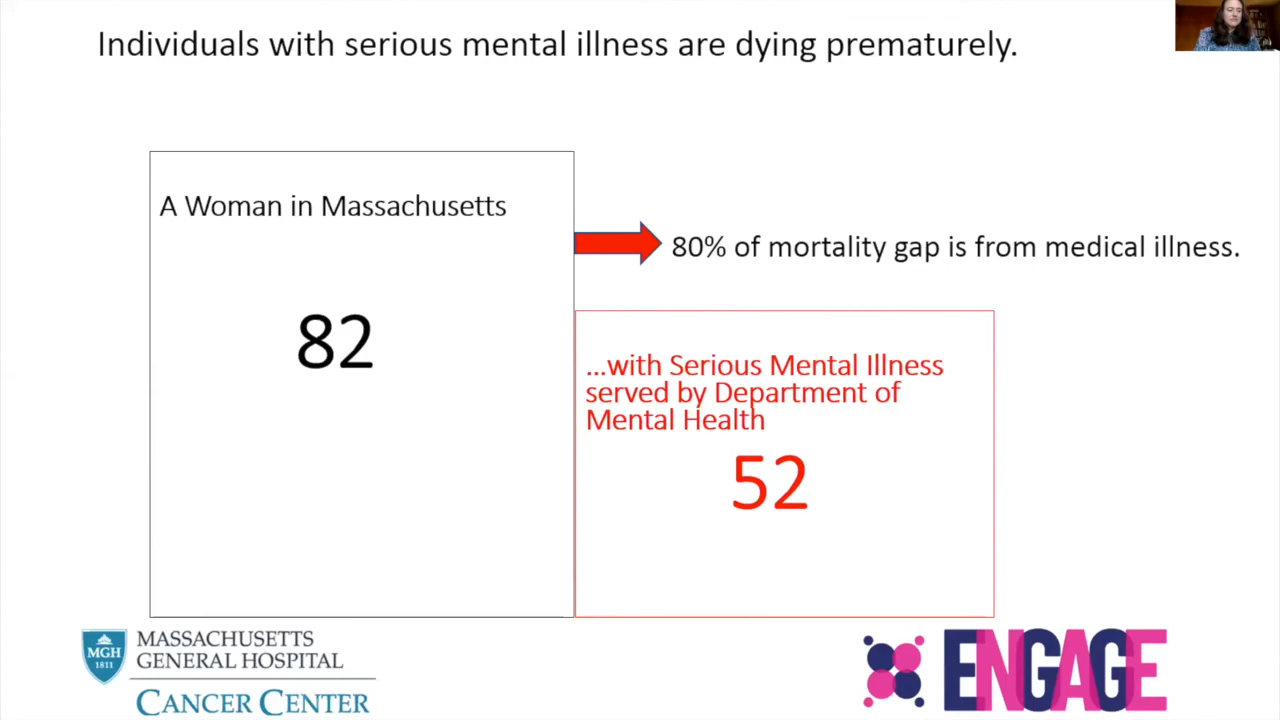 Individuals with serious mental illness are dying prematurely.
A Woman in Massachusetts
80% of mortality gap is from medical illness.
82
...with Serious Mental Illness
served by Department of
Mental Health
52
MGH
1811
MASSACHUSETTS
GENERAL HOSPITAL
CANCER CENTER
ENGAGE